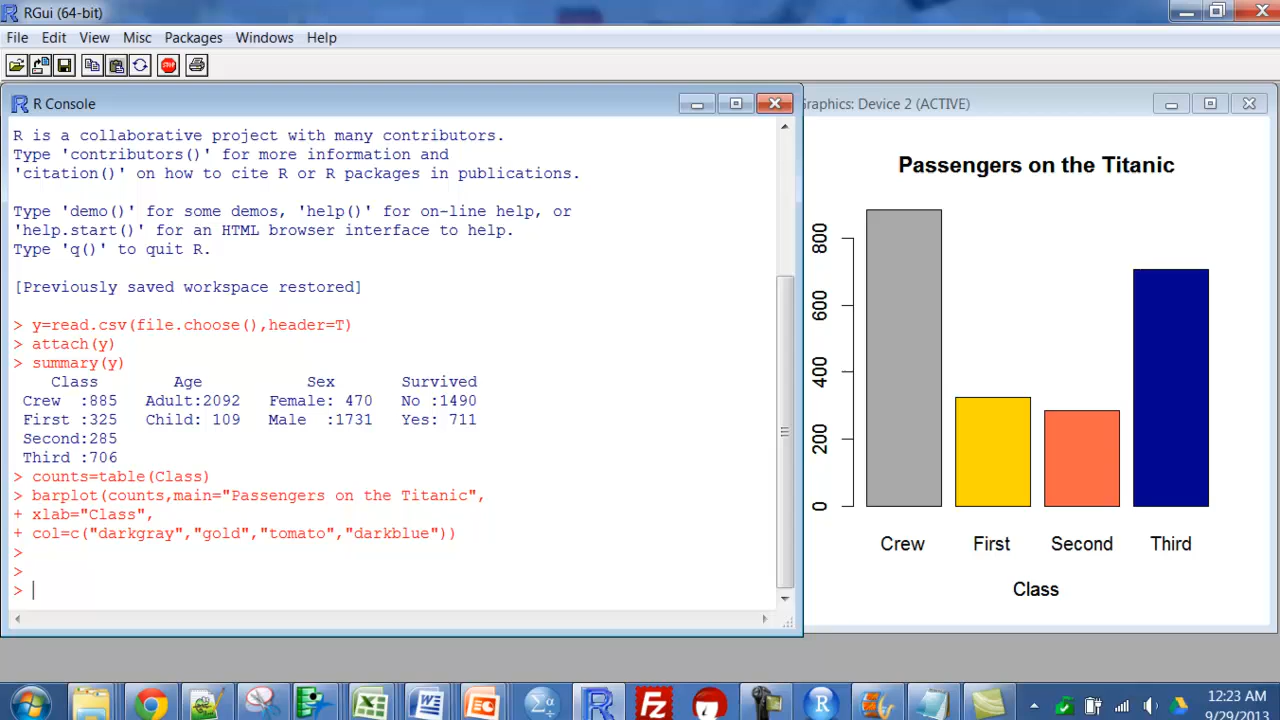 RGui (64-bit)
File Edit View Misc Packages Windows Help
STOP
R Console
R is a collaborative project with many contributors.
Type 'contributors()' for more information and
'citation()' on how to cite R or R packages in publications.
Type 'demo()' for some demos, 'help()' for on-line help, or
'help.start()' for an HTML browser interface to help.
Type 'q()' to quit R.
[Previously saved workspace restored]
> y=read.csv(file.choose(),header=T)
> attach(y)
> summary(y)
Class Age Sex Survived
Crew :885 Adult:2092 Female: 470 No :1490
First :325 Child: 109 Male :1731 Yes: 711
Second:285
Third :706
> counts=table(Class)
> barplot(counts,main="Passengers on the Titanic",
+ xlab="Class",
+ col=c("darkgray","gold","tomato","darkblue"))
>
>
>
Graphics: Device 2 (ACTIVE)
Passengers on the Titanic
800
600
400
200
0
Crew First Second Third
Class
12:23 AM
9/29/2013